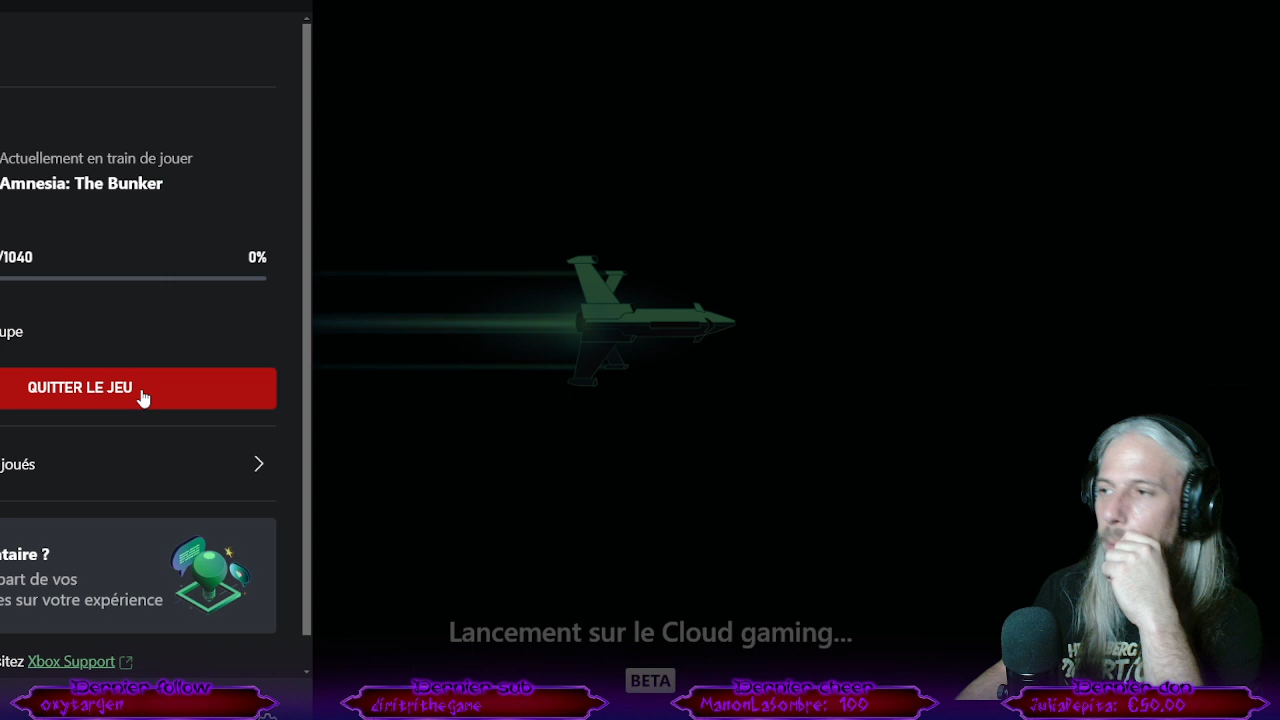 Actuellement en train de jouer
Amnesia: The Bunker
/1040 0%
upe
QUITTER LE JEU
joués
taire ?
part de vos
es sur votre expérience
sitez Xbox Support
Lancement sur le Cloud gaming...
BETA
Dernier follow
oxytargen
Dernier sub
dimitrithegame
Dernier cheer
ManonLaSombre: 100
Dernier don
JuliaPepita: €50,00